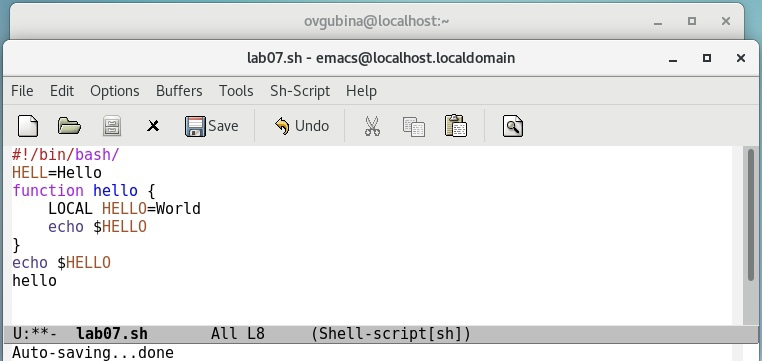 ovgubina@localhost:~
lab07.sh - emacs@localhost.localdomain
File Edit Options Buffers Tools Sh-Script Help
Save Undo
#!/bin/bash/
HELL=Hello
function hello {
    LOCAL HELLO=World
    echo $HELLO
}
echo $HELLO
hello
U:**-  lab07.sh       All L8     (Shell-script[sh])
Auto-saving...done